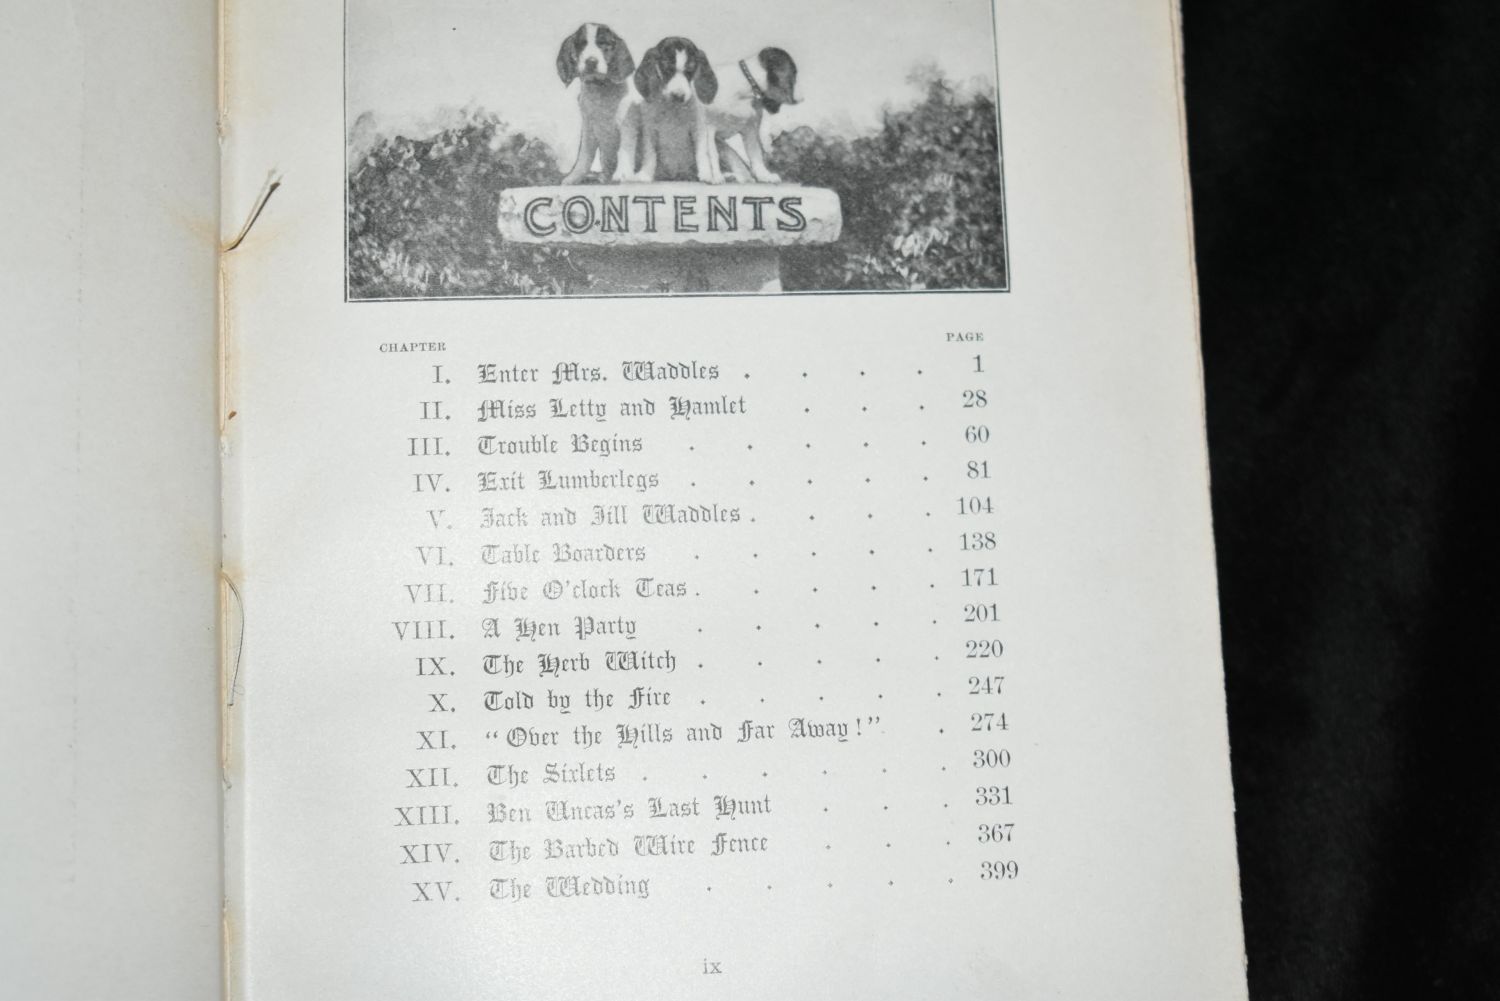 CONTENTS
CHAPTER PAGE
I. Enter Mrs. Waddles . . . . 1
II. Miss Letty and Hamlet . . . 28
III. Trouble Begins . . . . . 60
IV. Exit Lumberlegs . . . . . 81
V. Jack and Jill Waddles . . . . 104
VI. Table Boarders . . . . . 138
VII. Five O'clock Teas . . . . . 171
VIII. A Hen Party . . . . . 201
IX. The Herb Witch . . . . . 220
X. Told by the Fire . . . . . 247
XI. “Over the Hills and Far Away!” . 274
XII. The Sixlets . . . . . . 300
XIII. Ben Uncas's Last Hunt . . . 331
XIV. The Barbed Wire Fence . . . 367
XV. The Wedding . . . . . 399
ix